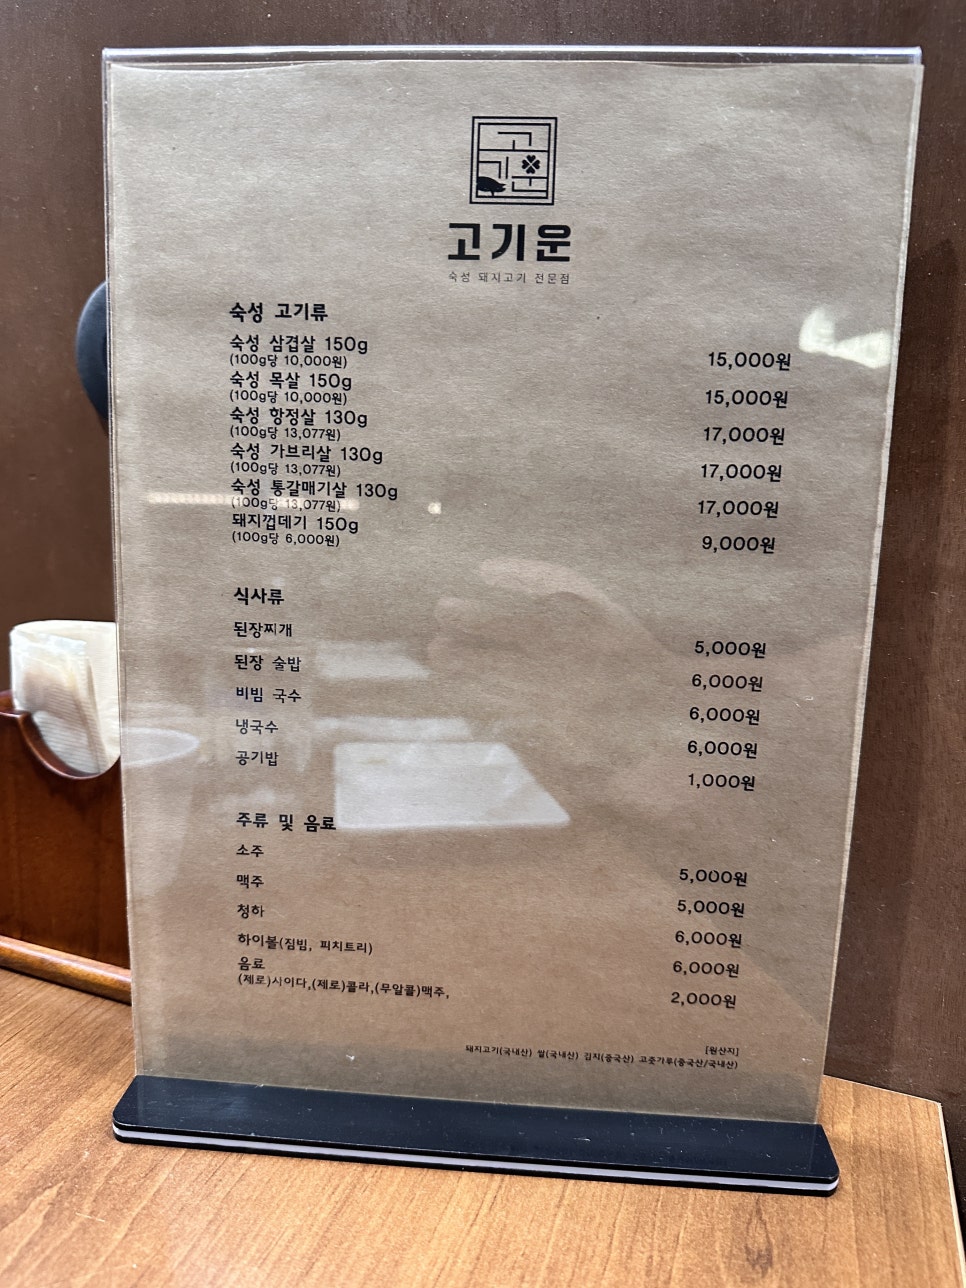 고기운
고기운
숙성 돼지고기 전문점
숙성 고기류
숙성 삼겹살 150g 15,000원
(100g당 10,000원)
숙성 목살 150g 15,000원
(100g당 10,000원)
숙성 항정살 130g 17,000원
(100g당 13,077원)
숙성 가브리살 130g 17,000원
(100g당 13,077원)
숙성 통갈매기살 130g 17,000원
(100g당 13,077원)
돼지껍데기 150g 9,000원
(100g당 6,000원)
식사류
된장찌개 5,000원
된장 술밥 6,000원
비빔 국수 6,000원
냉국수 6,000원
공기밥 1,000원
주류 및 음료
소주 5,000원
맥주 5,000원
청하 6,000원
하이볼(짐빔, 피치트리) 6,000원
음료 2,000원
(제로)사이다,(제로)콜라,(무알콜)맥주,
[원산지]
돼지고기(국내산) 쌀(국내산) 김치(중국산) 고춧가루(중국산/국내산)